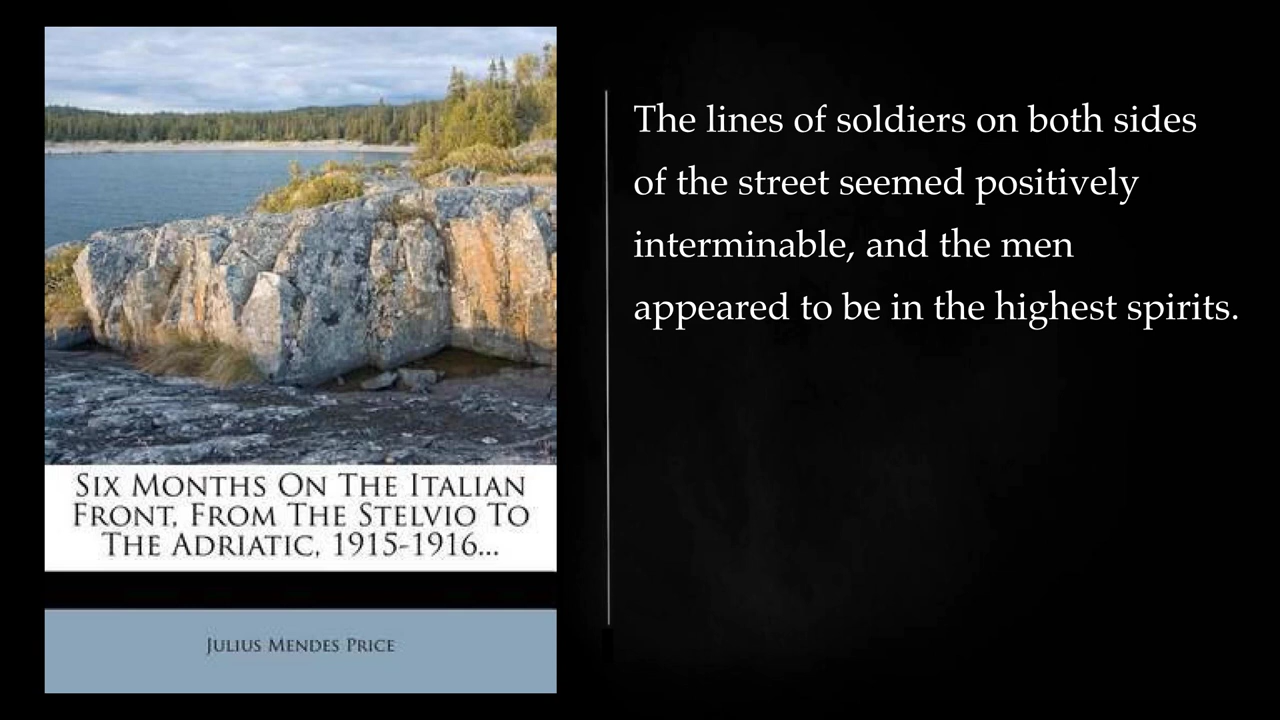 Six Months On The Italian
Front, From The Stelvio To
The Adriatic, 1915-1916...
Julius Mendes Price
The lines of soldiers on both sides
of the street seemed positively
interminable, and the men
appeared to be in the highest spirits.